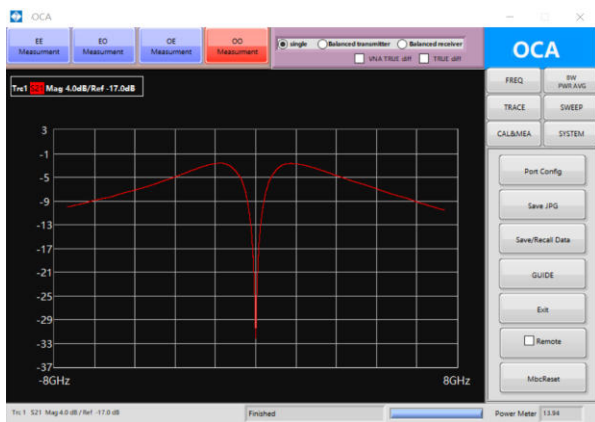 OCA
EE Measurment
EO Measurment
OE Measurment
OO Measurment
single Balanced transmitter Balanced receiver
VNA TRUE diff TRUE diff
OCA
FREQ
BW PWR AVG
TRACE
SWEEP
CAL&MEA
SYSTEM
Trc1 S21 Mag 4.0dB/Ref -17.0dB
3
-1
-5
-9
-13
-17
-21
-25
-29
-33
-37
-8GHz 8GHz
Port Config
Save JPG
Save/Recall Data
GUIDE
Exit
Remote
MbcReset
Trc 1 S21 Mag 4.0 dB / Ref -17.0 dB
Finished
Power Meter 13.94